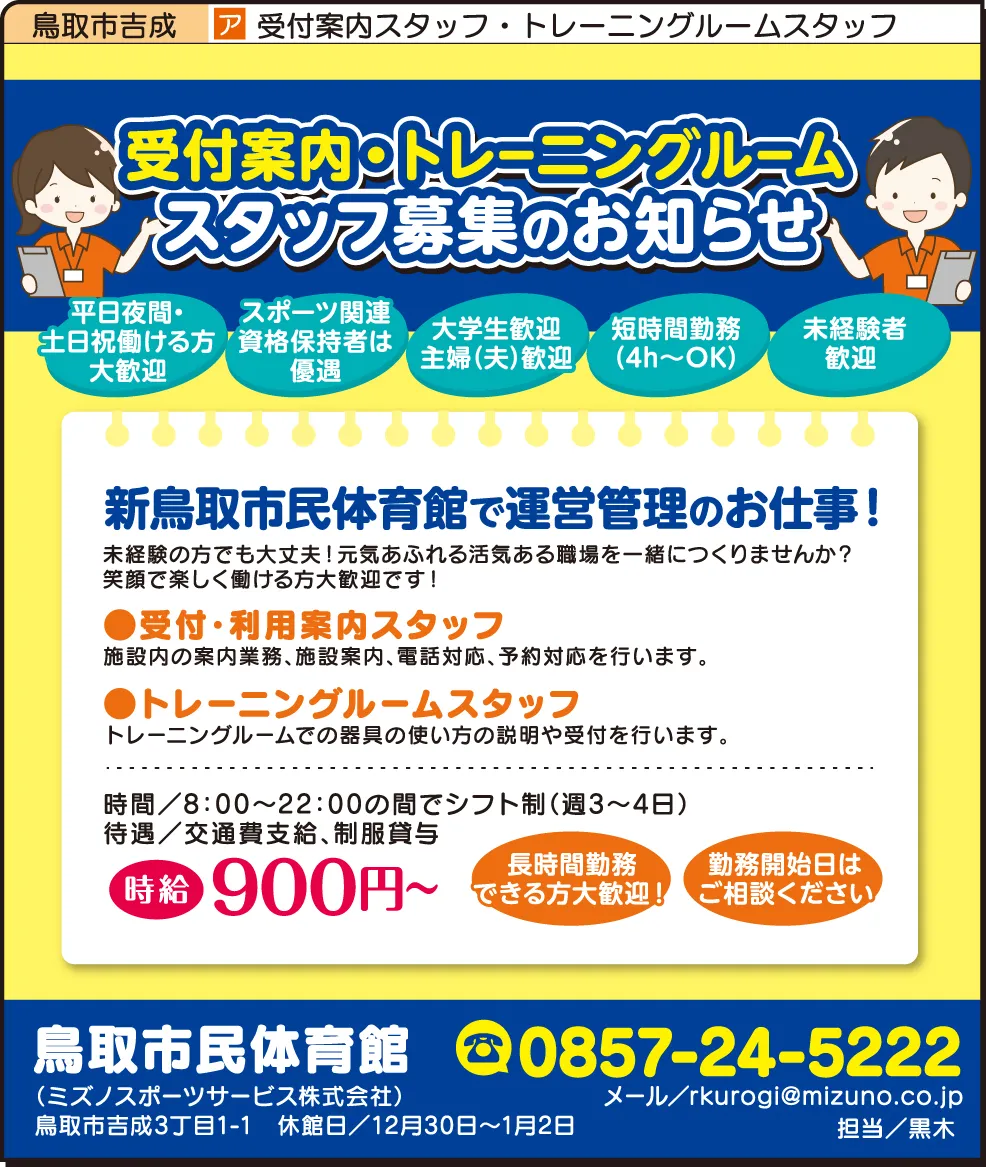 鳥取市吉成 ア 受付案内スタッフ・トレーニングルームスタッフ
受付案内・トレーニングルーム
スタッフ募集のお知らせ
平日夜間・
土日祝働ける方
大歓迎
スポーツ関連
資格保持者は
優遇
大学生歓迎
主婦(夫)歓迎
短時間勤務
(4h〜OK)
未経験者
歓迎
新鳥取市民体育館で運営管理のお仕事!
未経験の方でも大丈夫!元気あふれる活気ある職場を一緒につくりませんか?
笑顔で楽しく働ける方大歓迎です!
●受付・利用案内スタッフ
施設内の案内業務、施設案内、電話対応、予約対応を行います。
●トレーニングルームスタッフ
トレーニングルームでの器具の使い方の説明や受付を行います。
時間/8:00〜22:00の間でシフト制(週3〜4日)
待遇/交通費支給、制服貸与
時給900円〜
長時間勤務
できる方大歓迎!
勤務開始日は
ご相談ください
鳥取市民体育館
(ミズノスポーツサービス株式会社)
鳥取市吉成3丁目1-1 休館日/12月30日〜1月2日
☎0857-24-5222
メール/rkurogi@mizuno.co.jp
担当/黒木